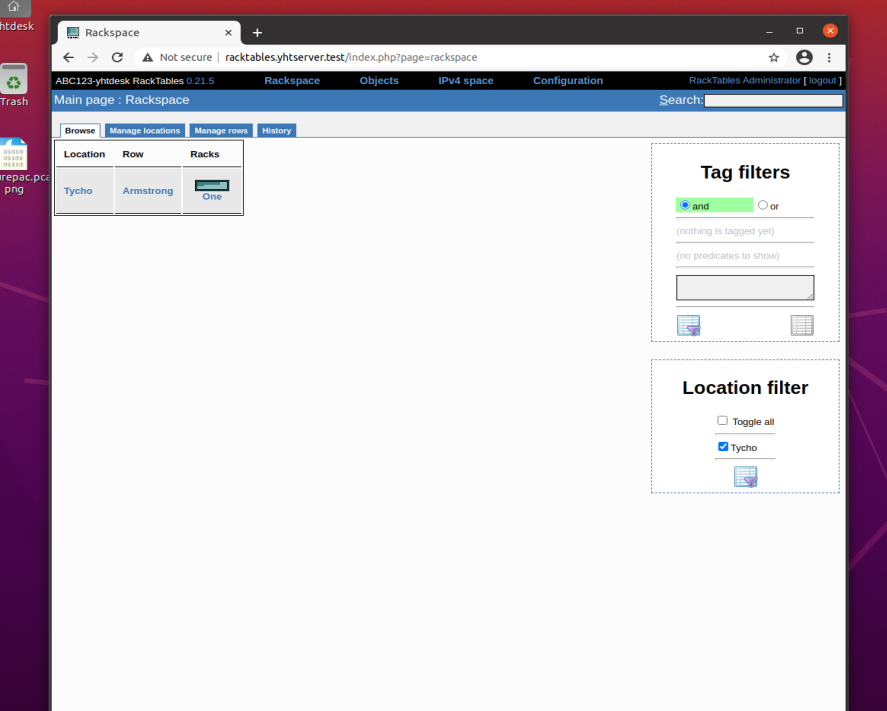 Rackspace
Not secure | racktables.yhtserver.test/index.php?page=rackspace
htdesk
Trash
png
ABC123-yhtdesk RackTables 0.21.5 Rackspace Objects IPv4 space Configuration RackTables Administrator [ logout ]
Main page : Rackspace Search:
Browse Manage locations Manage rows History
Location Row Racks
Tycho Armstrong One
Tag filters
and or
(nothing is tagged yet)
(no predicates to show)
Location filter
Toggle all
Tycho